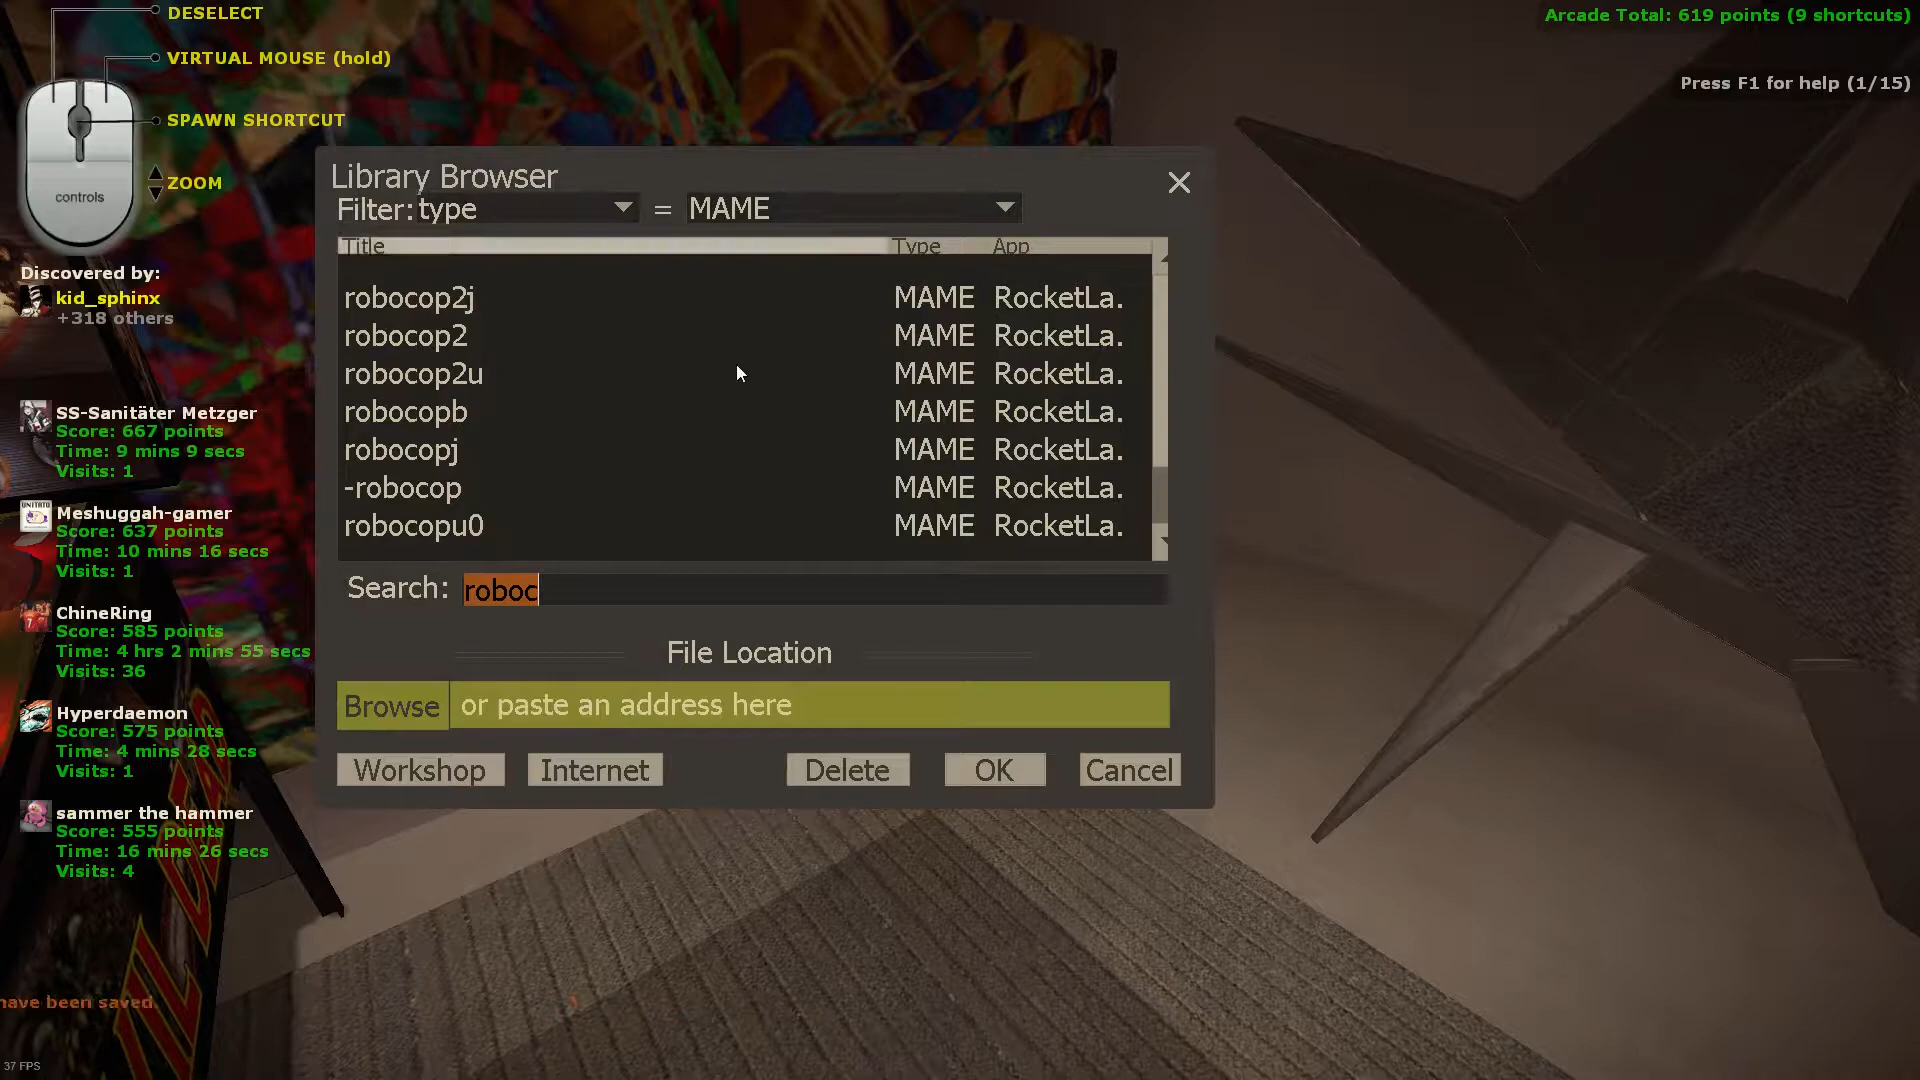 DESELECT
VIRTUAL MOUSE (hold)
SPAWN SHORTCUT
ZOOM
controls
Arcade Total: 619 points (9 shortcuts)
Press F1 for help (1/15)
Discovered by:
kid_sphinx
+318 others
SS-Sanitäter Metzger
Score: 667 points
Time: 9 mins 9 secs
Visits: 1
Meshuggah-gamer
Score: 637 points
Time: 10 mins 16 secs
Visits: 1
ChineRing
Score: 585 points
Time: 4 hrs 2 mins 55 secs
Visits: 36
Hyperdaemon
Score: 575 points
Time: 4 mins 28 secs
Visits: 1
sammer the hammer
Score: 555 points
Time: 16 mins 26 secs
Visits: 4
have been saved
37 FPS
Library Browser
Filter: type = MAME
Title Type App
robocop2j MAME RocketLa.
robocop2 MAME RocketLa.
robocop2u MAME RocketLa.
robocopb MAME RocketLa.
robocopj MAME RocketLa.
-robocop MAME RocketLa.
robocopu0 MAME RocketLa.
Search: roboc
File Location
Browse or paste an address here
Workshop Internet Delete OK Cancel